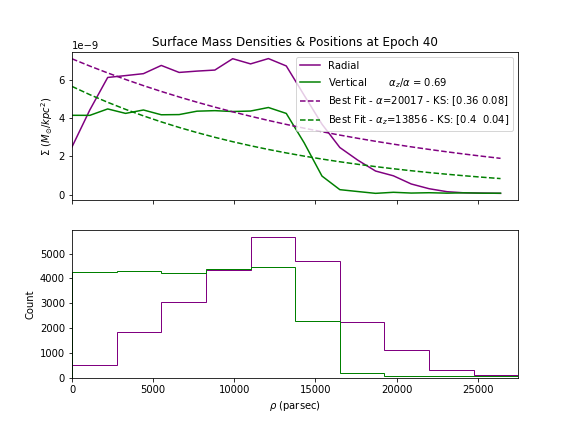 Surface Mass Densities & Positions at Epoch 40
1e−9
6
4
2
0
Σ (M⊙/kpc²)
Radial
Vertical αz/α = 0.69
Best Fit - α=20017 - KS: [0.36 0.08]
Best Fit - αz=13856 - KS: [0.4 0.04]
5000
4000
3000
2000
1000
0
Count
0 5000 10000 15000 20000 25000
ρ (parsec)